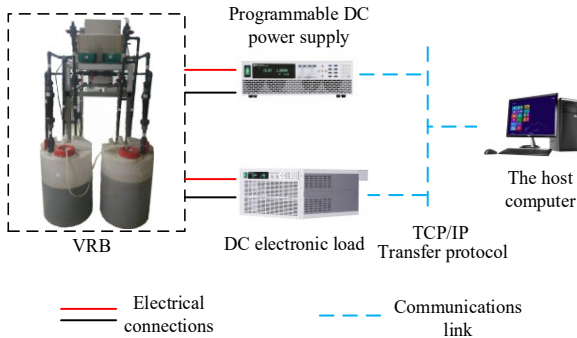 Programmable DC
power supply
VRB
DC electronic load
TCP/IP
Transfer protocol
The host
computer
Electrical
connections
Communications
link